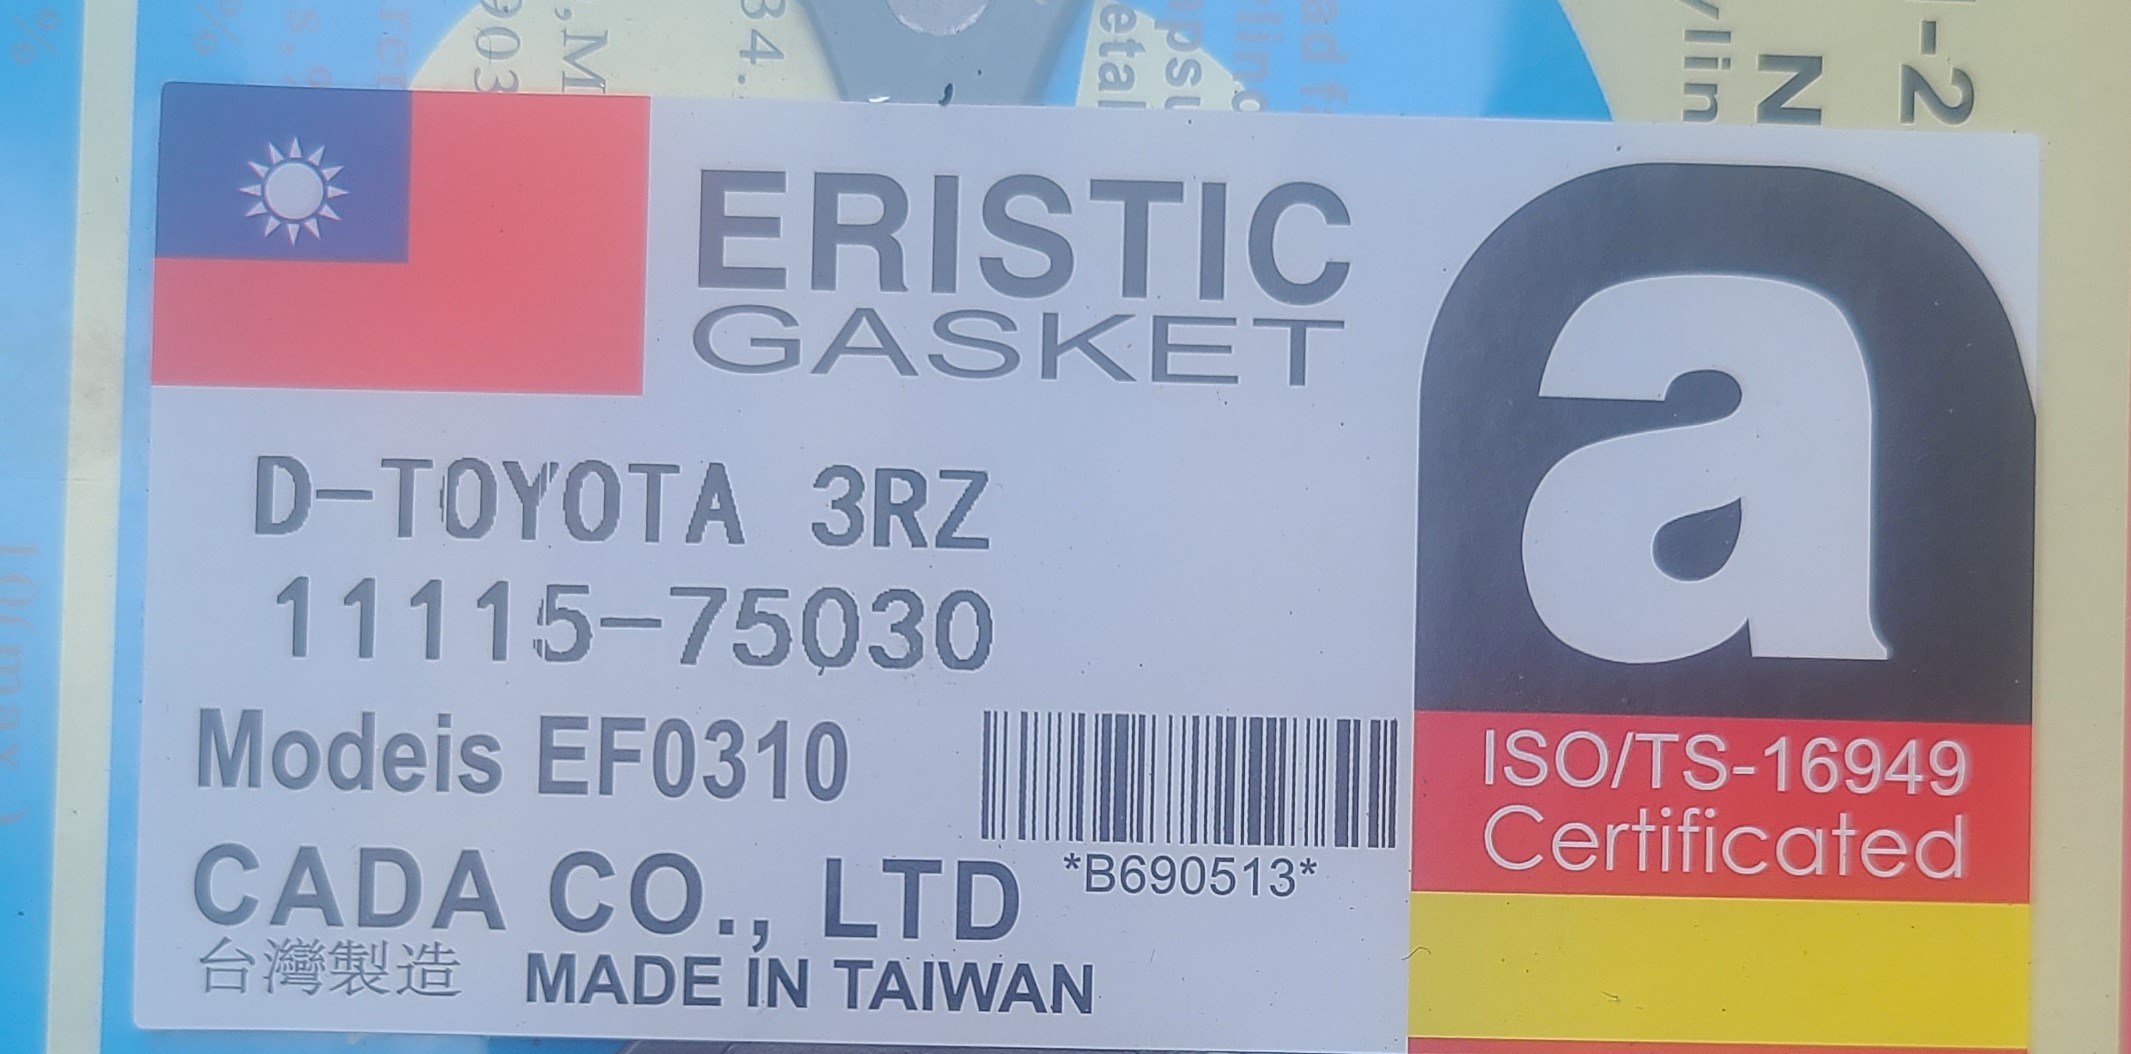 ERISTIC
GASKET
D-TOYOTA 3RZ
11115-75030
Modeis EF0310
*B690513*
CADA CO., LTD
台灣製造 MADE IN TAIWAN
a
ISO/TS-16949
Certificated